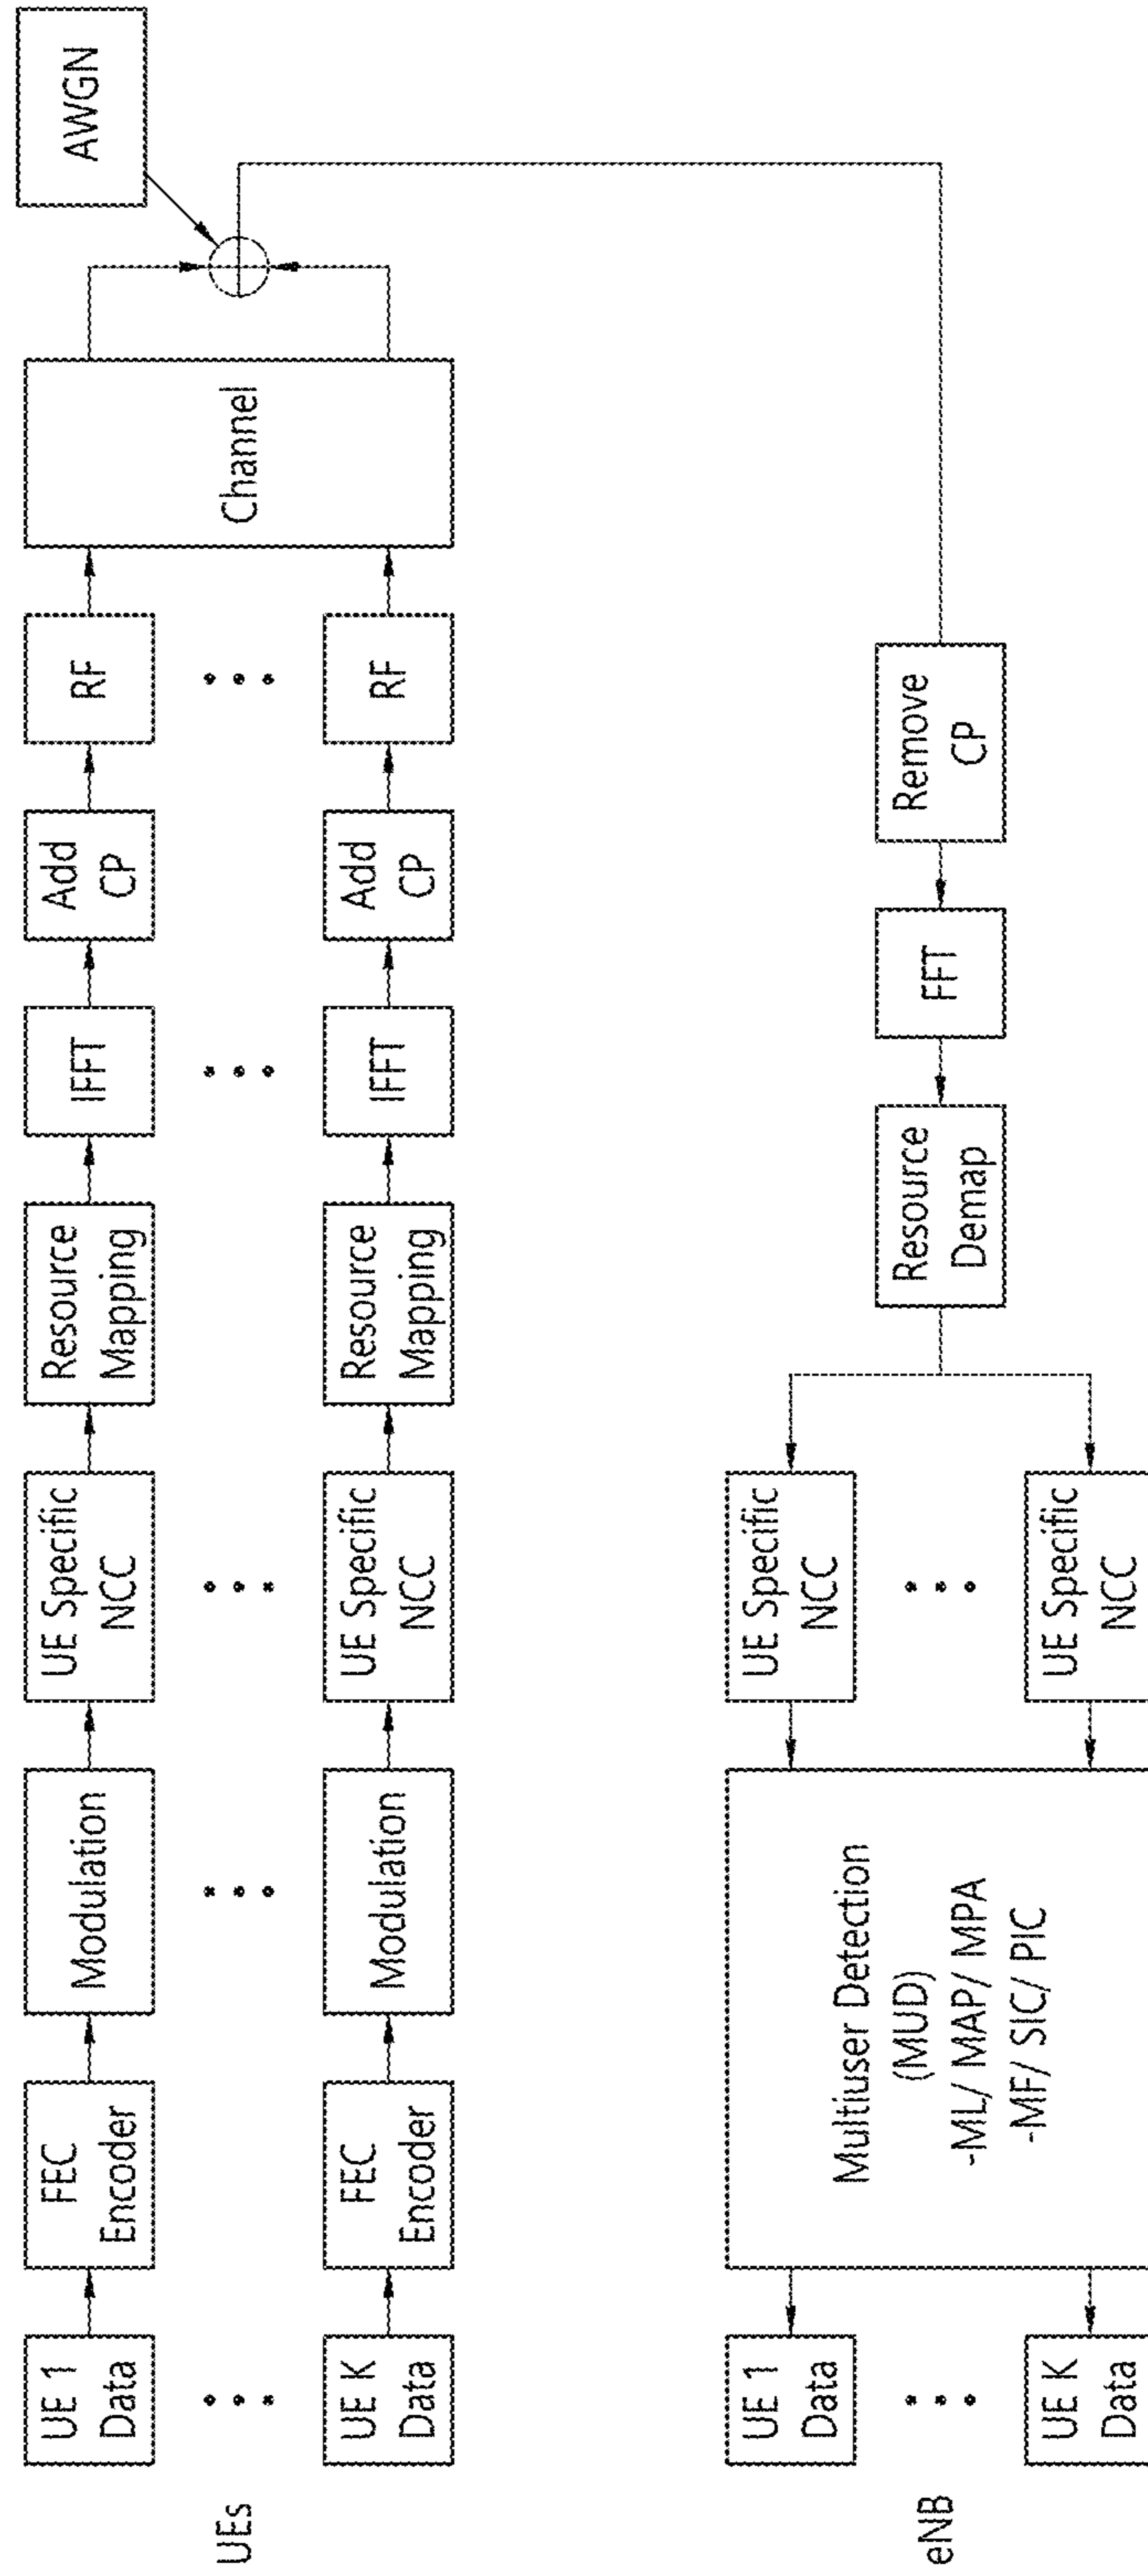 UEs
UE 1
Data
FEC
Encoder
Modulation
UE Specific
NCC
Resource
Mapping
IFFT
Add
CP
RF
Channel
AWGN
UE K
Data
FEC
Encoder
Modulation
UE Specific
NCC
Resource
Mapping
IFFT
Add
CP
RF
eNB
UE 1
Data
Multiuser Detection
(MUD)
-ML/ MAP/ MPA
-MF/ SIC/ PIC
UE Specific
NCC
Resource
Demap
FFT
Remove
CP
UE K
Data
UE Specific
NCC